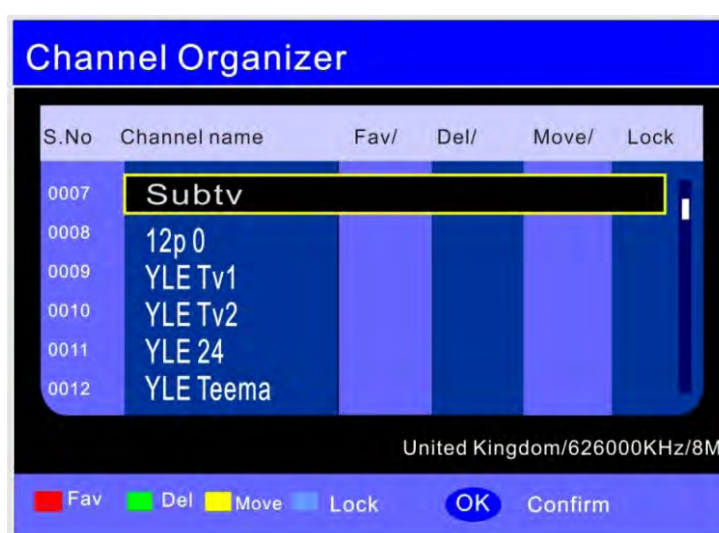 Channel Organizer
S.No Channel name Fav/ Del/ Move/ Lock
0007 Subtv
0008 12p 0
0009 YLE Tv1
0010 YLE Tv2
0011 YLE 24
0012 YLE Teema
United Kingdom/626000KHz/8M
Fav Del Move Lock OK Confirm